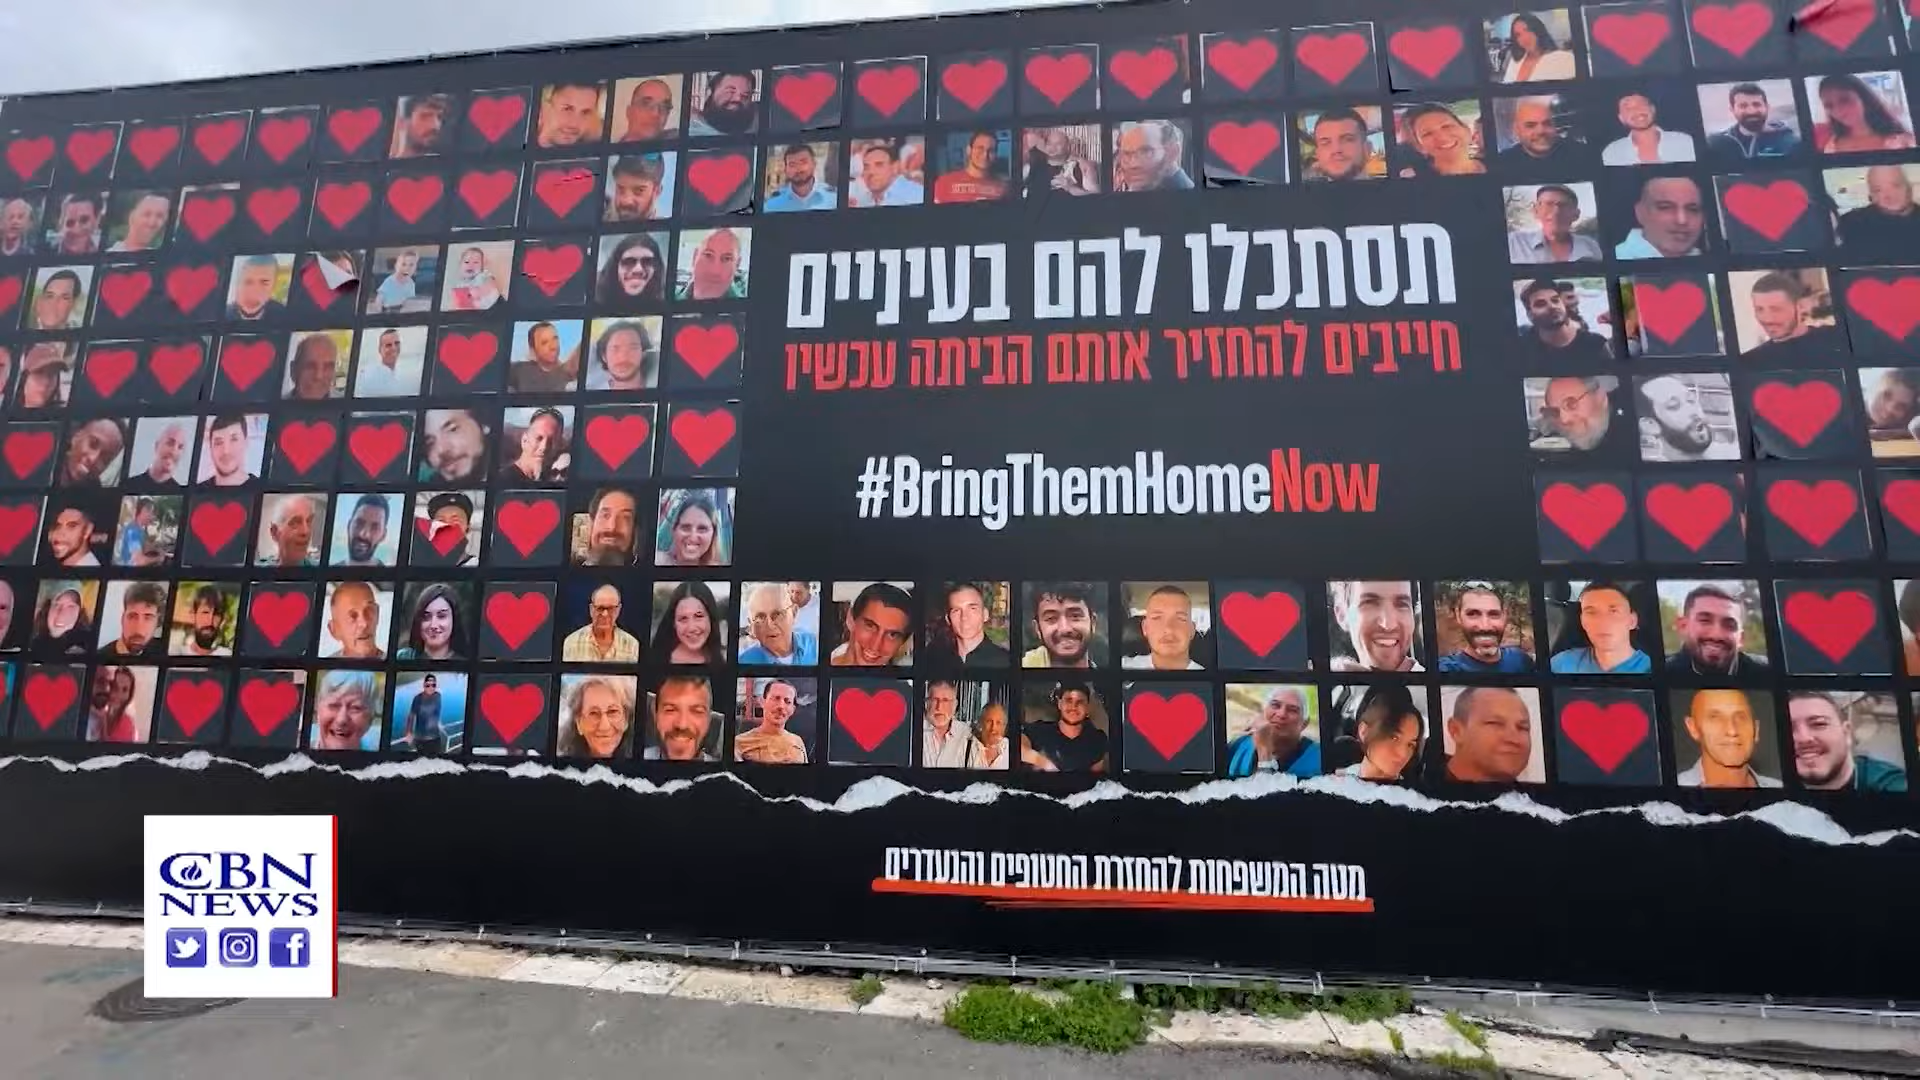 תסתכלו להם בעיניים
חייבים להחזיר אותם הביתה עכשיו
#BringThemHomeNow
מטה המשפחות להחזרת החטופים והנעדרים
CBN
NEWS